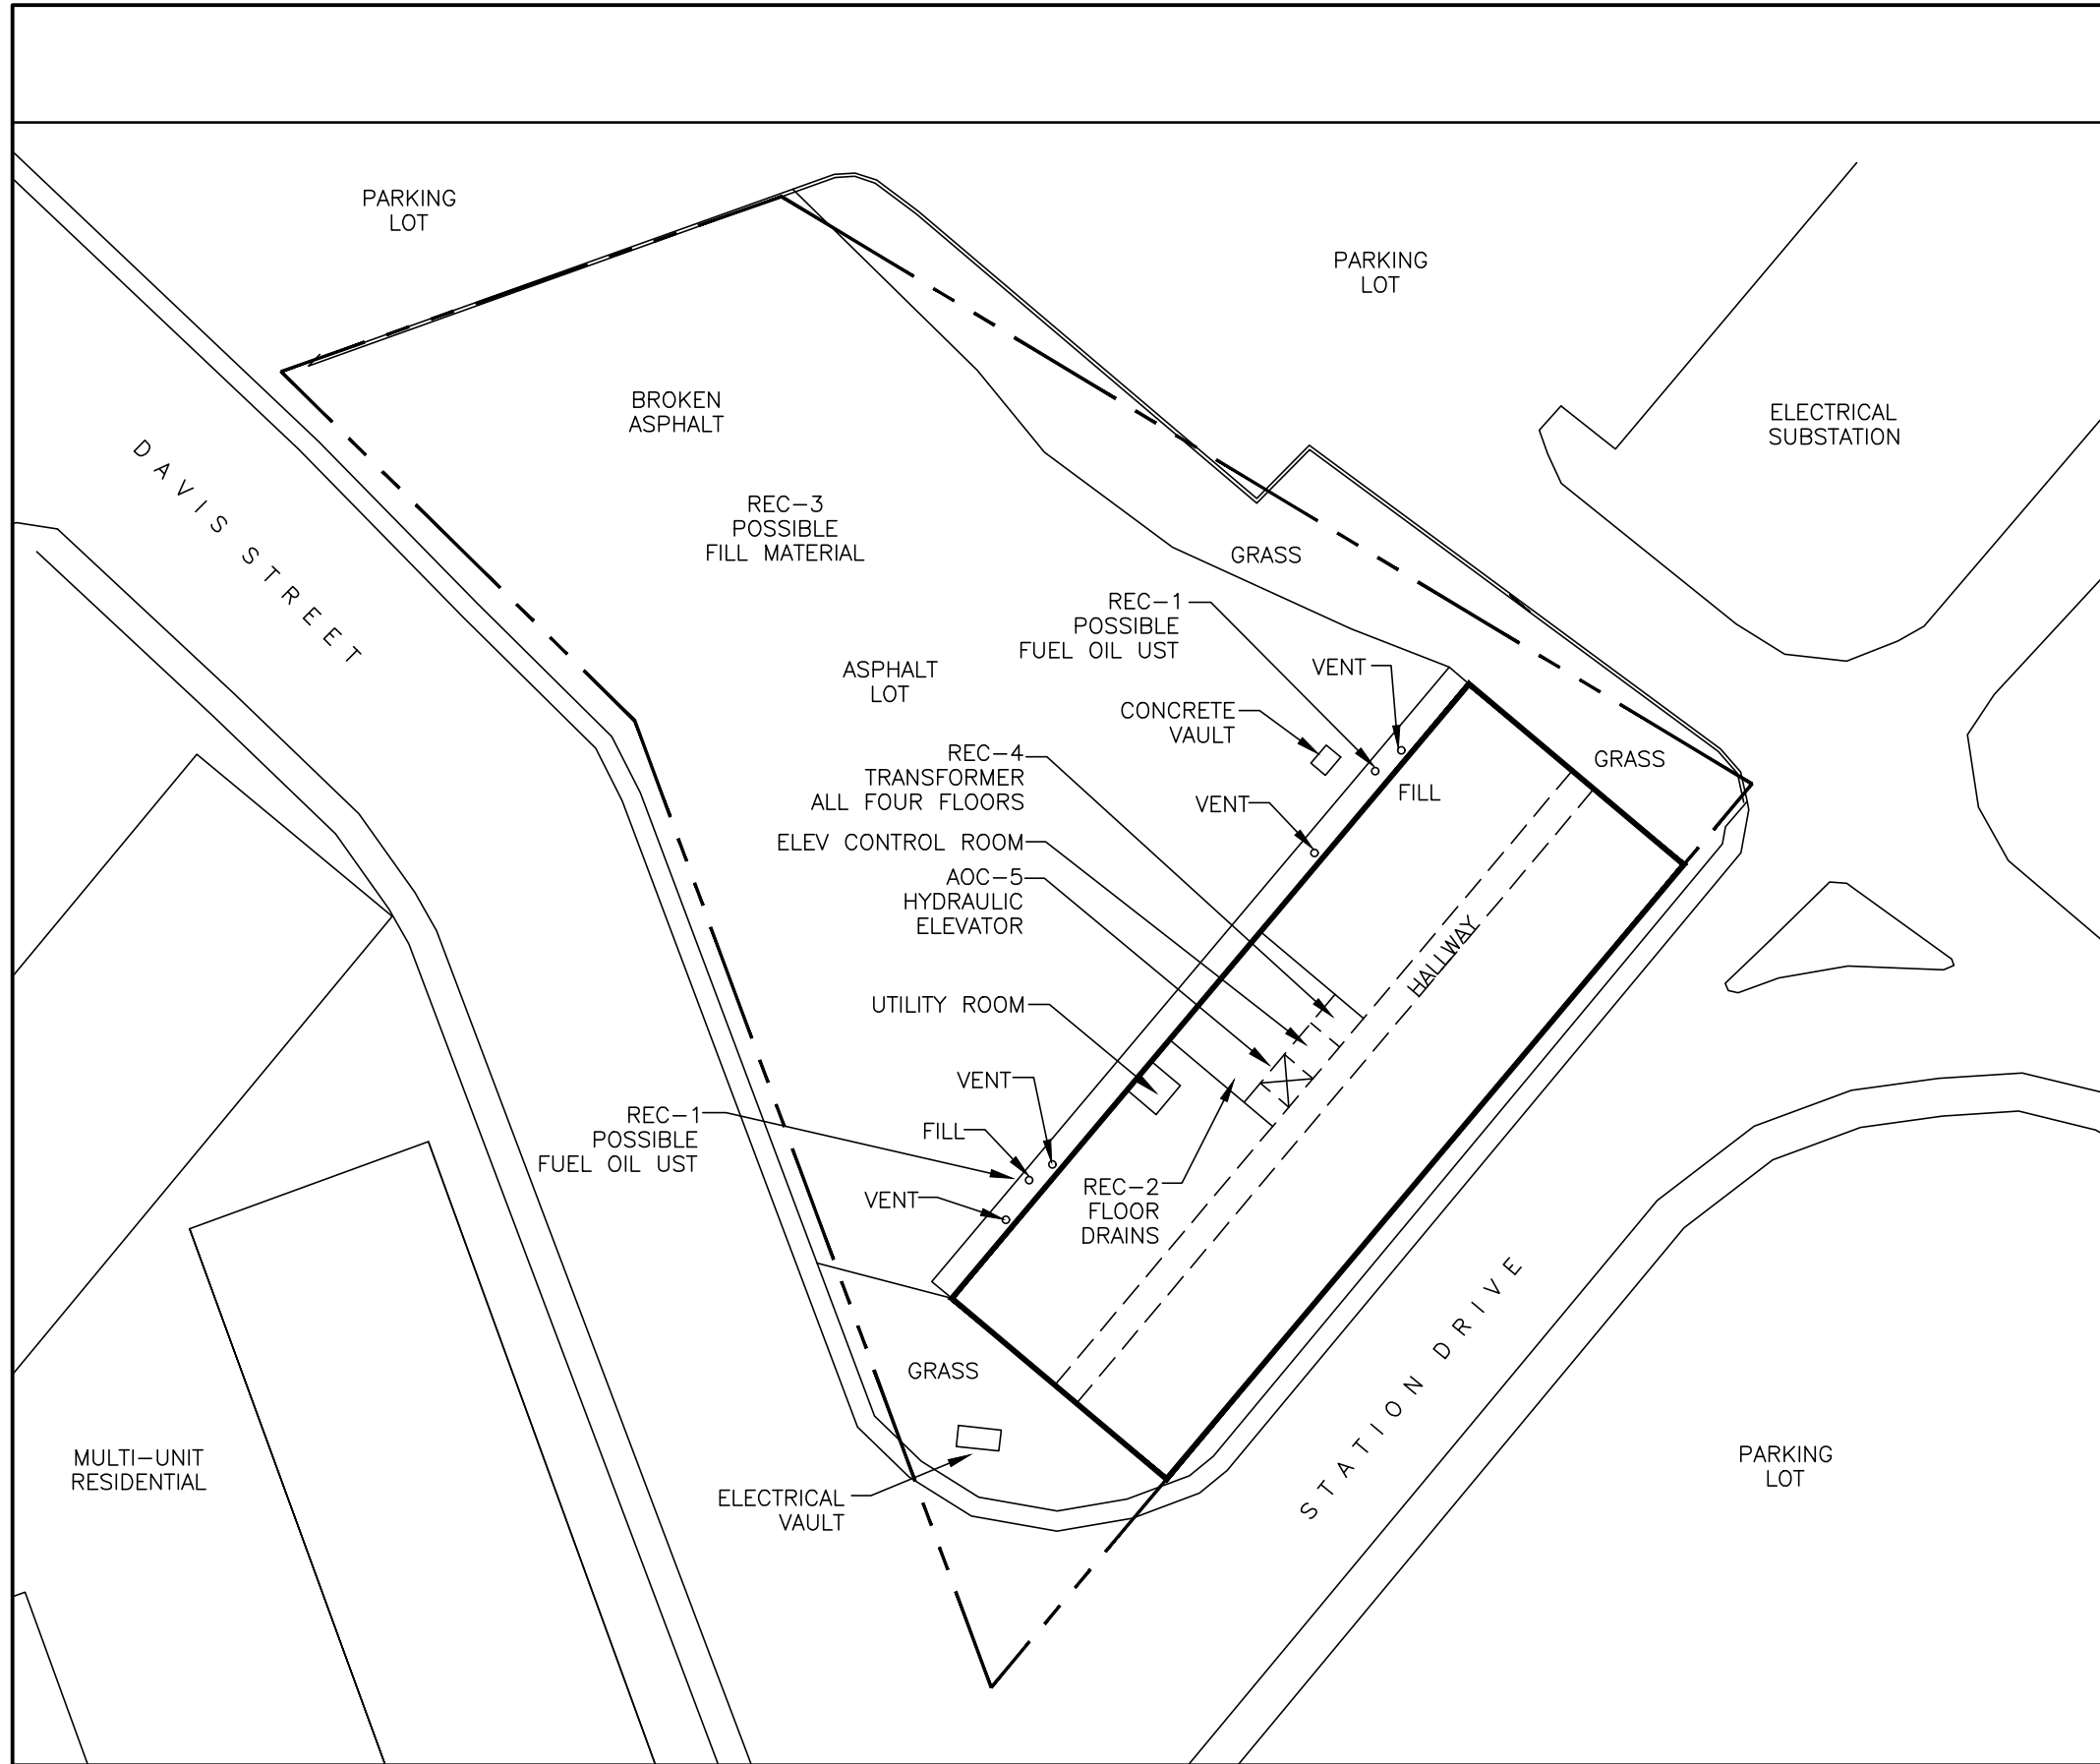 PARKING
LOT
PARKING
LOT
BROKEN
ASPHALT
ELECTRICAL
SUBSTATION
DAVIS STREET
REC-3
POSSIBLE
FILL MATERIAL
GRASS
REC-1
POSSIBLE
FUEL OIL UST
VENT
ASPHALT
LOT
CONCRETE
VAULT
GRASS
REC-4
TRANSFORMER
ALL FOUR FLOORS
FILL
VENT
ELEV CONTROL ROOM
AOC-5
HYDRAULIC
ELEVATOR
HALLWAY
UTILITY ROOM
VENT
REC-1
POSSIBLE
FUEL OIL UST
FILL
VENT
REC-2
FLOOR
DRAINS
STATION DRIVE
GRASS
MULTI-UNIT
RESIDENTIAL
PARKING
LOT
ELECTRICAL
VAULT